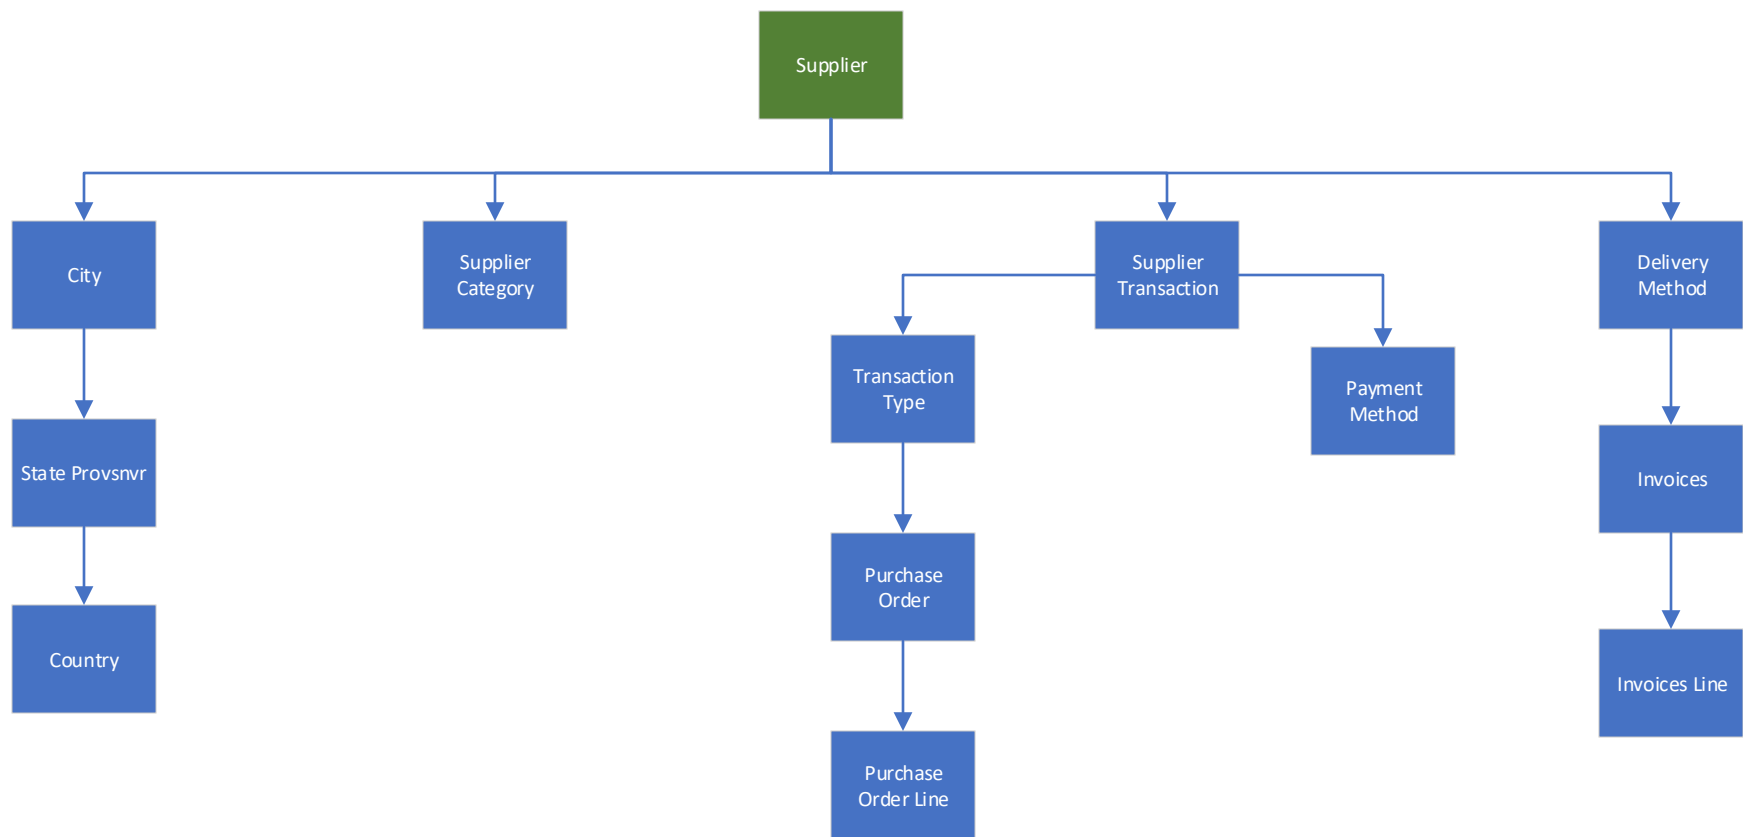 Supplier
City
Supplier
Category
Supplier
Transaction
Delivery
Method
Transaction
Type
Payment
Method
State Provsnvr
Invoices
Purchase
Order
Country
Invoices Line
Purchase
Order Line